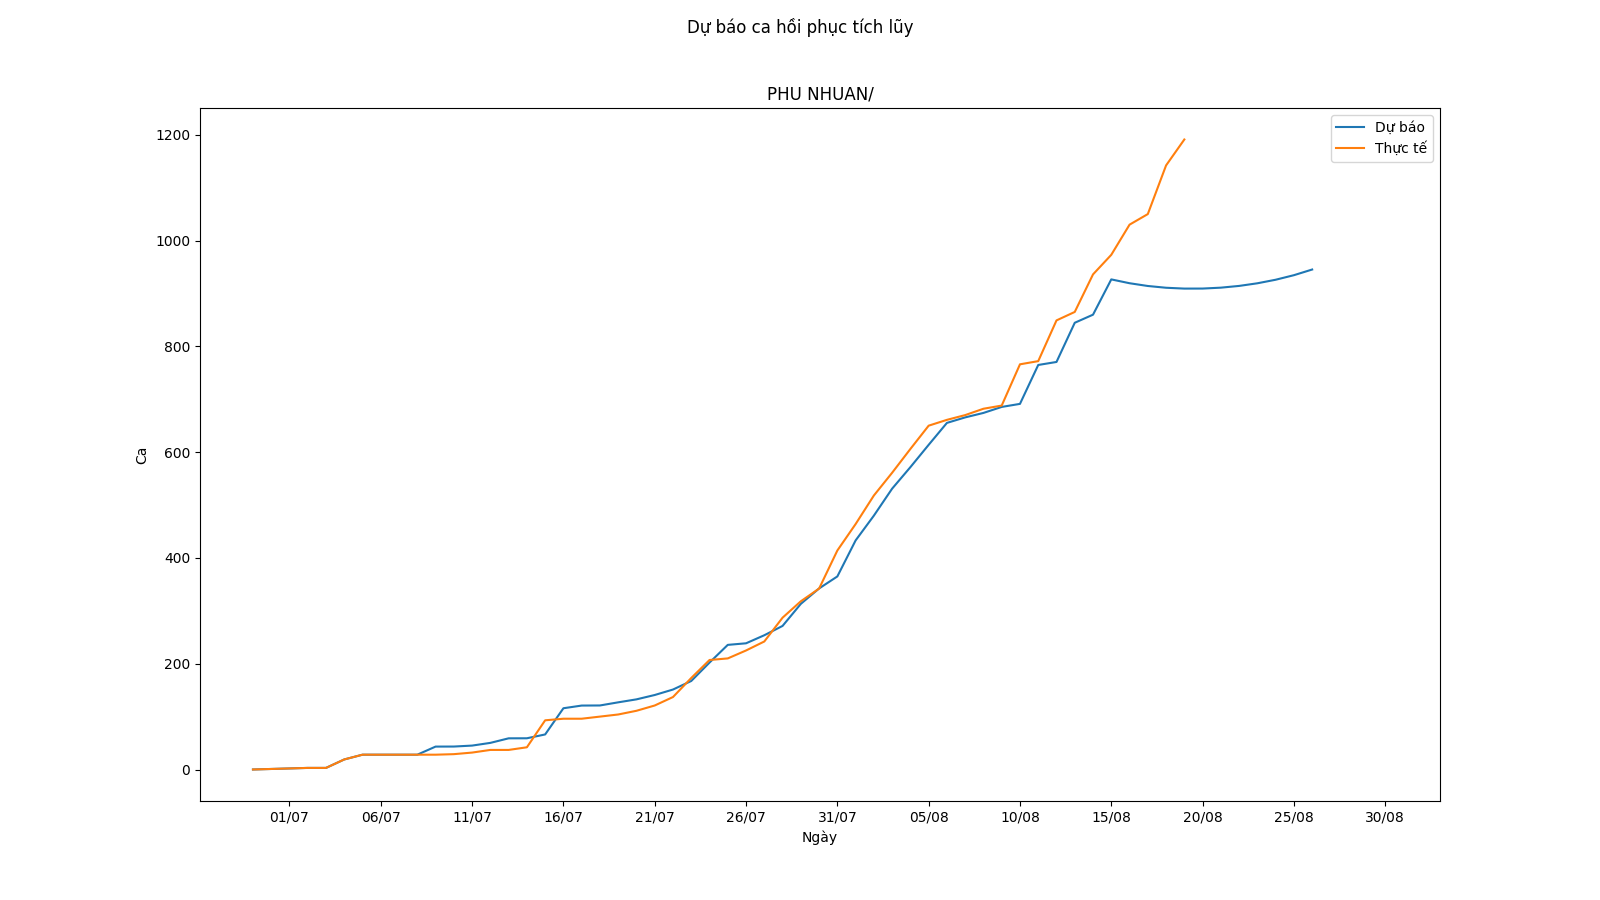 Dự báo ca hồi phục tích lũy
PHU NHUAN/
Dự báo
Thực tế
1200
1000
800
600
400
200
0
Ca
01/07 06/07 11/07 16/07 21/07 26/07 31/07 05/08 10/08 15/08 20/08 25/08 30/08
Ngày